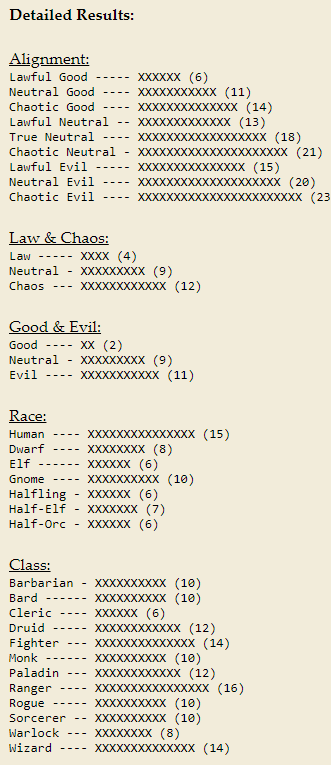 Detailed Results:
Alignment:
Lawful Good ----- XXXXXX (6)
Neutral Good ---- XXXXXXXXXXX (11)
Chaotic Good ---- XXXXXXXXXXXXXX (14)
Lawful Neutral -- XXXXXXXXXXXXX (13)
True Neutral ---- XXXXXXXXXXXXXXXXXX (18)
Chaotic Neutral - XXXXXXXXXXXXXXXXXXXXX (21)
Lawful Evil ----- XXXXXXXXXXXXXXX (15)
Neutral Evil ---- XXXXXXXXXXXXXXXXXXXX (20)
Chaotic Evil ---- XXXXXXXXXXXXXXXXXXXXXXX (23
Law & Chaos:
Law ----- XXXX (4)
Neutral - XXXXXXXXX (9)
Chaos --- XXXXXXXXXXXX (12)
Good & Evil:
Good ---- XX (2)
Neutral - XXXXXXXXX (9)
Evil ---- XXXXXXXXXXX (11)
Race:
Human ---- XXXXXXXXXXXXXXX (15)
Dwarf ---- XXXXXXXX (8)
Elf ------ XXXXXX (6)
Gnome ---- XXXXXXXXXX (10)
Halfling - XXXXXX (6)
Half-Elf - XXXXXXX (7)
Half-Orc - XXXXXX (6)
Class:
Barbarian - XXXXXXXXXX (10)
Bard ------ XXXXXXXXXX (10)
Cleric ---- XXXXXX (6)
Druid ----- XXXXXXXXXXXX (12)
Fighter --- XXXXXXXXXXXXXX (14)
Monk ------ XXXXXXXXXX (10)
Paladin --- XXXXXXXXXXXX (12)
Ranger ---- XXXXXXXXXXXXXXXX (16)
Rogue ----- XXXXXXXXXX (10)
Sorcerer -- XXXXXXXXXX (10)
Warlock --- XXXXXXXX (8)
Wizard ---- XXXXXXXXXXXXXX (14)